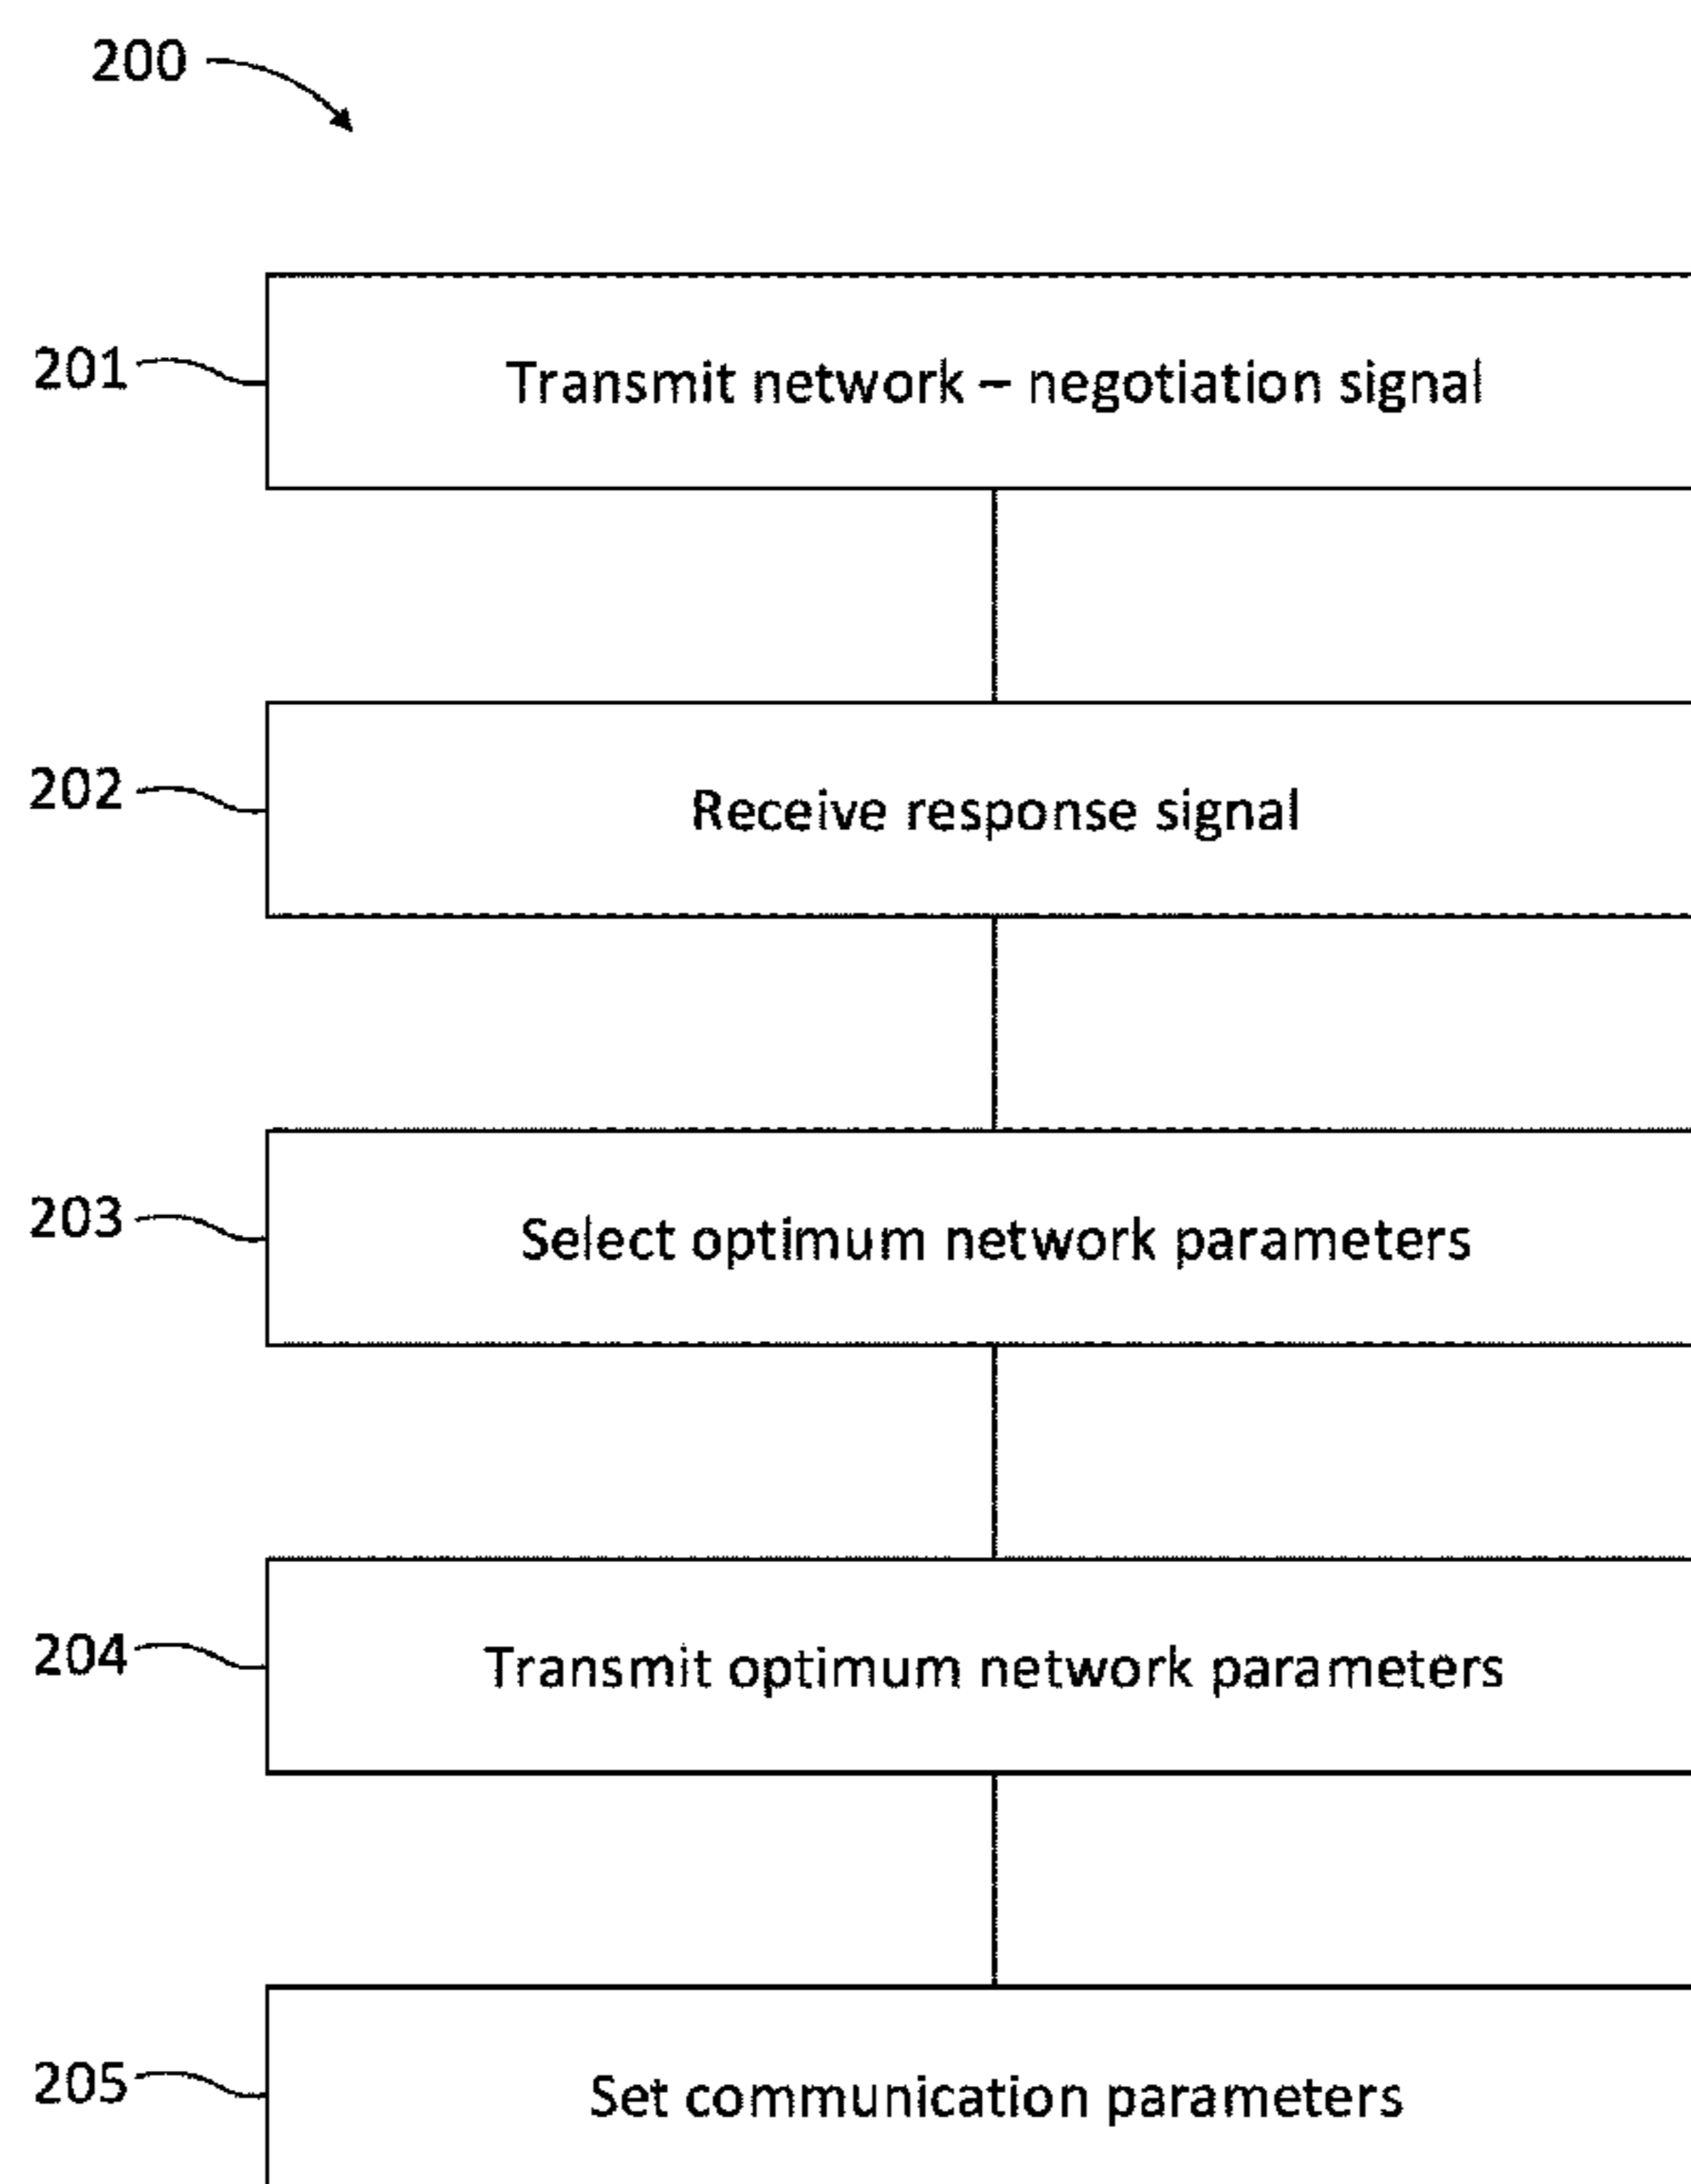 200
201 Transmit network – negotiation signal
202 Receive response signal
203 Select optimum network parameters
204 Transmit optimum network parameters
205 Set communication parameters